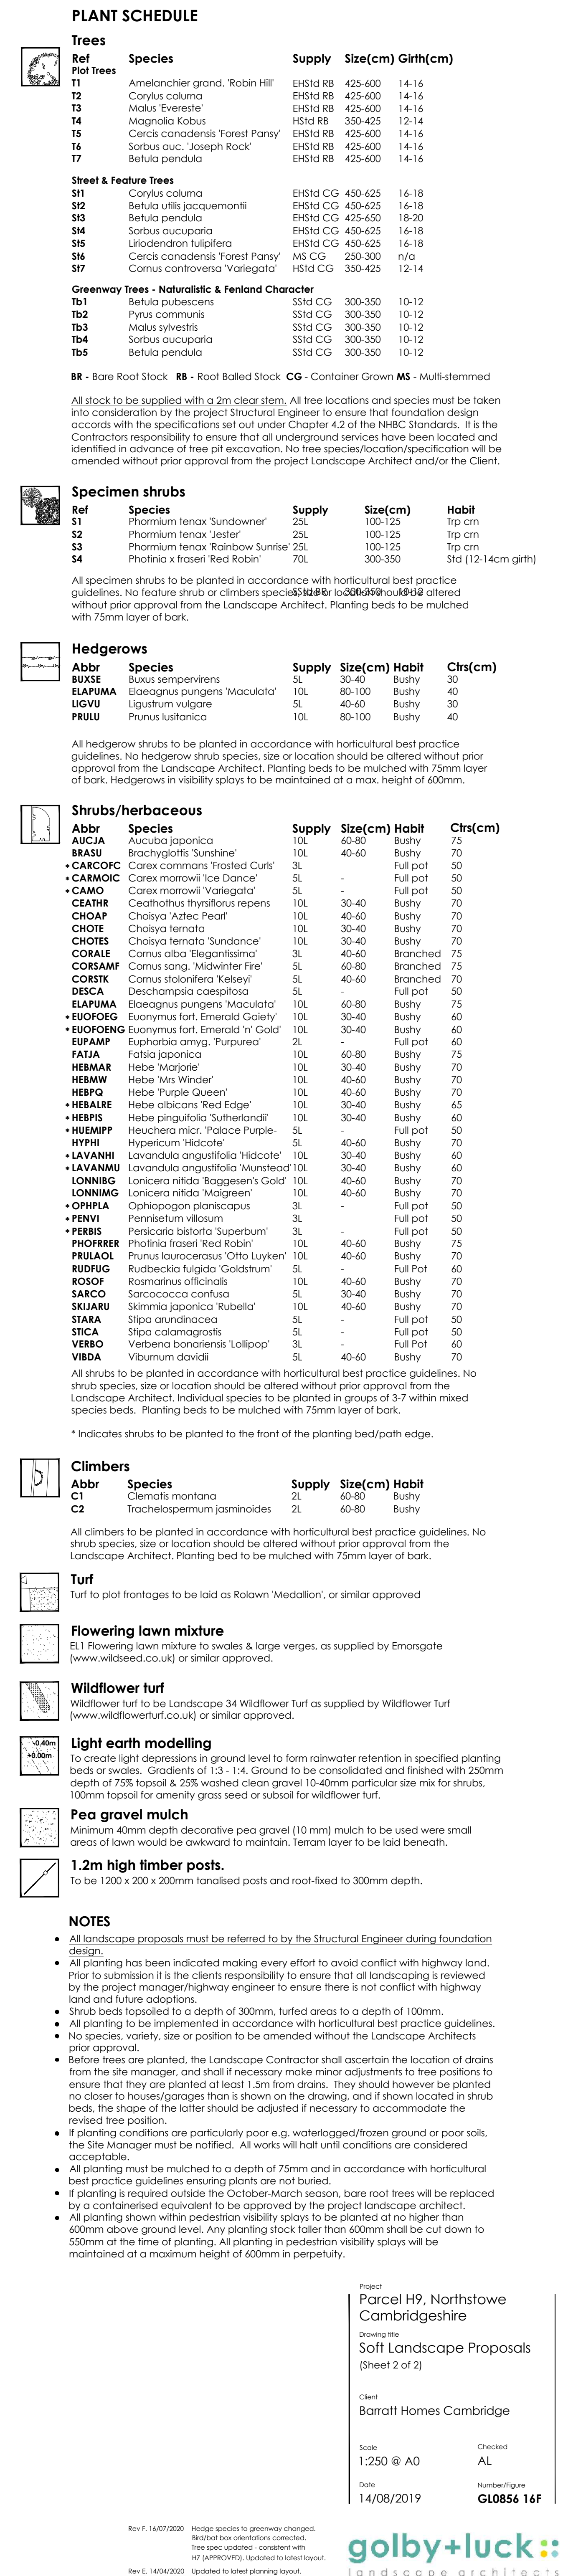 PLANT SCHEDULE
Trees
Ref Species Supply Size(cm) Girth(cm)
Plot Trees
T1 Amelanchier grand. 'Robin Hill' EHStd RB 425-600 14-16
T2 Corylus colurna EHStd RB 425-600 14-16
T3 Malus 'Evereste' EHStd RB 425-600 14-16
T4 Magnolia Kobus HStd RB 350-425 12-14
T5 Cercis canadensis 'Forest Pansy' EHStd RB 425-600 14-16
T6 Sorbus auc. 'Joseph Rock' EHStd RB 425-600 14-16
T7 Betula pendula EHStd RB 425-600 14-16
Street & Feature Trees
St1 Corylus colurna EHStd CG 450-625 16-18
St2 Betula utilis jacquemontii EHStd CG 450-625 16-18
St3 Betula pendula EHStd CG 425-650 18-20
St4 Sorbus aucuparia EHStd CG 450-625 16-18
St5 Liriodendron tulipifera EHStd CG 450-625 16-18
St6 Cercis canadensis 'Forest Pansy' MS CG 250-300 n/a
St7 Cornus controversa 'Variegata' HStd CG 350-425 12-14
Greenway Trees - Naturalistic & Fenland Character
Tb1 Betula pubescens SStd CG 300-350 10-12
Tb2 Pyrus communis SStd CG 300-350 10-12
Tb3 Malus sylvestris SStd CG 300-350 10-12
Tb4 Sorbus aucuparia SStd CG 300-350 10-12
Tb5 Betula pendula SStd CG 300-350 10-12
BR - Bare Root Stock RB - Root Balled Stock CG - Container Grown MS - Multi-stemmed
All stock to be supplied with a 2m clear stem. All tree locations and species must be taken
into consideration by the project Structural Engineer to ensure that foundation design
accords with the specifications set out under Chapter 4.2 of the NHBC Standards. It is the
Contractors responsibility to ensure that all underground services have been located and
identified in advance of tree pit excavation. No tree species/location/specification will be
amended without prior approval from the project Landscape Architect and/or the Client.
Specimen shrubs
Ref Species Supply Size(cm) Habit
S1 Phormium tenax 'Sundowner' 25L 100-125 Trp crn
S2 Phormium tenax 'Jester' 25L 100-125 Trp crn
S3 Phormium tenax 'Rainbow Sunrise' 25L 100-125 Trp crn
S4 Photinia x fraseri 'Red Robin' 70L 300-350 Std (12-14cm girth)
All specimen shrubs to be planted in accordance with horticultural best practice
guidelines. No feature shrub or climbers species, size or location should be altered
SStd BR 300-350 10-12
without prior approval from the Landscape Architect. Planting beds to be mulched
with 75mm layer of bark.
Hedgerows
Abbr Species Supply Size(cm) Habit Ctrs(cm)
BUXSE Buxus sempervirens 5L 30-40 Bushy 30
ELAPUMA Elaeagnus pungens 'Maculata' 10L 80-100 Bushy 40
LIGVU Ligustrum vulgare 5L 40-60 Bushy 30
PRULU Prunus lusitanica 10L 80-100 Bushy 40
All hedgerow shrubs to be planted in accordance with horticultural best practice
guidelines. No hedgerow shrub species, size or location should be altered without prior
approval from the Landscape Architect. Planting beds to be mulched with 75mm layer
of bark. Hedgerows in visibility splays to be maintained at a max. height of 600mm.
Shrubs/herbaceous
Abbr Species Supply Size(cm) Habit Ctrs(cm)
AUCJA Aucuba japonica 10L 60-80 Bushy 75
BRASU Brachyglottis 'Sunshine' 10L 40-60 Bushy 70
* CARCOFC Carex commans 'Frosted Curls' 3L Full pot 50
* CARMOIC Carex morrowii 'Ice Dance' 5L - Full pot 50
* CAMO Carex morrowii 'Variegata' 5L - Full pot 50
CEATHR Ceathothus thyrsiflorus repens 10L 30-40 Bushy 70
CHOAP Choisya 'Aztec Pearl' 10L 40-60 Bushy 70
CHOTE Choisya ternata 10L 30-40 Bushy 70
CHOTES Choisya ternata 'Sundance' 10L 30-40 Bushy 70
CORALE Cornus alba 'Elegantissima' 3L 40-60 Branched 75
CORSAMF Cornus sang. 'Midwinter Fire' 5L 60-80 Branched 75
CORSTK Cornus stolonifera 'Kelseyi' 5L 40-60 Branched 70
DESCA Deschampsia caespitosa 5L - Full pot 50
ELAPUMA Elaeagnus pungens 'Maculata' 10L 60-80 Bushy 75
* EUOFOEG Euonymus fort. Emerald Gaiety' 10L 30-40 Bushy 60
* EUOFOENG Euonymus fort. Emerald 'n' Gold' 10L 30-40 Bushy 60
EUPAMP Euphorbia amyg. 'Purpurea' 2L - Full pot 60
FATJA Fatsia japonica 10L 60-80 Bushy 75
HEBMAR Hebe 'Marjorie' 10L 30-40 Bushy 70
HEBMW Hebe 'Mrs Winder' 10L 40-60 Bushy 70
HEBPQ Hebe 'Purple Queen' 10L 40-60 Bushy 70
* HEBALRE Hebe albicans 'Red Edge' 10L 30-40 Bushy 65
* HEBPIS Hebe pinguifolia 'Sutherlandii' 10L 30-40 Bushy 60
* HUEMIPP Heuchera micr. 'Palace Purple- 5L - Full pot 50
HYPHI Hypericum 'Hidcote' 5L 40-60 Bushy 70
* LAVANHI Lavandula angustifolia 'Hidcote' 10L 30-40 Bushy 60
* LAVANMU Lavandula angustifolia 'Munstead' 10L 30-40 Bushy 60
LONNIBG Lonicera nitida 'Baggesen's Gold' 10L 40-60 Bushy 70
LONNIMG Lonicera nitida 'Maigreen' 10L 40-60 Bushy 70
* OPHPLA Ophiopogon planiscapus 3L - Full pot 50
* PENVI Pennisetum villosum 3L Full pot 50
* PERBIS Persicaria bistorta 'Superbum' 3L - Full pot 50
PHOFRRER Photinia fraseri 'Red Robin' 10L 40-60 Bushy 75
PRULAOL Prunus laurocerasus 'Otto Luyken' 10L 40-60 Bushy 70
RUDFUG Rudbeckia fulgida 'Goldstrum' 5L - Full Pot 60
ROSOF Rosmarinus officinalis 10L 40-60 Bushy 70
SARCO Sarcococca confusa 5L 30-40 Bushy 70
SKIJARU Skimmia japonica 'Rubella' 10L 40-60 Bushy 70
STARA Stipa arundinacea 5L - Full pot 50
STICA Stipa calamagrostis 5L - Full pot 50
VERBO Verbena bonariensis 'Lollipop' 3L - Full Pot 60
VIBDA Viburnum davidii 5L 40-60 Bushy 70
All shrubs to be planted in accordance with horticultural best practice guidelines. No
shrub species, size or location should be altered without prior approval from the
Landscape Architect. Individual species to be planted in groups of 3-7 within mixed
species beds. Planting beds to be mulched with 75mm layer of bark.
* Indicates shrubs to be planted to the front of the planting bed/path edge.
Climbers
Abbr Species Supply Size(cm) Habit
C1 Clematis montana 2L 60-80 Bushy
C2 Trachelospermum jasminoides 2L 60-80 Bushy
All climbers to be planted in accordance with horticultural best practice guidelines. No
shrub species, size or location should be altered without prior approval from the
Landscape Architect. Planting bed to be mulched with 75mm layer of bark.
Turf
Turf to plot frontages to be laid as Rolawn 'Medallion', or similar approved
Flowering lawn mixture
EL1 Flowering lawn mixture to swales & large verges, as supplied by Emorsgate
(www.wildseed.co.uk) or similar approved.
Wildflower turf
Wildflower turf to be Landscape 34 Wildflower Turf as supplied by Wildflower Turf
(www.wildflowerturf.co.uk) or similar approved.
-0.40m
+0.00m
Light earth modelling
To create light depressions in ground level to form rainwater retention in specified planting
beds or swales. Gradients of 1:3 - 1:4. Ground to be consolidated and finished with 250mm
depth of 75% topsoil & 25% washed clean gravel 10-40mm particular size mix for shrubs,
100mm topsoil for amenity grass seed or subsoil for wildflower turf.
Pea gravel mulch
Minimum 40mm depth decorative pea gravel (10 mm) mulch to be used were small
areas of lawn would be awkward to maintain. Terram layer to be laid beneath.
1.2m high timber posts.
To be 1200 x 200 x 200mm tanalised posts and root-fixed to 300mm depth.
NOTES
• All landscape proposals must be referred to by the Structural Engineer during foundation
design.
• All planting has been indicated making every effort to avoid conflict with highway land.
Prior to submission it is the clients responsibility to ensure that all landscaping is reviewed
by the project manager/highway engineer to ensure there is not conflict with highway
land and future adoptions.
• Shrub beds topsoiled to a depth of 300mm, turfed areas to a depth of 100mm.
• All planting to be implemented in accordance with horticultural best practice guidelines.
• No species, variety, size or position to be amended without the Landscape Architects
prior approval.
• Before trees are planted, the Landscape Contractor shall ascertain the location of drains
from the site manager, and shall if necessary make minor adjustments to tree positions to
ensure that they are planted at least 1.5m from drains. They should however be planted
no closer to houses/garages than is shown on the drawing, and if shown located in shrub
beds, the shape of the latter should be adjusted if necessary to accommodate the
revised tree position.
• If planting conditions are particularly poor e.g. waterlogged/frozen ground or poor soils,
the Site Manager must be notified. All works will halt until conditions are considered
acceptable.
• All planting must be mulched to a depth of 75mm and in accordance with horticultural
best practice guidelines ensuring plants are not buried.
• If planting is required outside the October-March season, bare root trees will be replaced
by a containerised equivalent to be approved by the project landscape architect.
• All planting shown within pedestrian visibility splays to be planted at no higher than
600mm above ground level. Any planting stock taller than 600mm shall be cut down to
550mm at the time of planting. All planting in pedestrian visibility splays will be
maintained at a maximum height of 600mm in perpetuity.
Project
Parcel H9, Northstowe
Cambridgeshire
Drawing title
Soft Landscape Proposals
(Sheet 2 of 2)
Client
Barratt Homes Cambridge
Scale Checked
1:250 @ A0 AL
Date Number/Figure
14/08/2019 GL0856 16F
Rev F, 16/07/2020 Hedge species to greenway changed.
Bird/bat box orientations corrected.
Tree spec updated - consistent with
H7 (APPROVED). Updated to latest layout.
Rev E, 14/04/2020 Updated to latest planning layout.
golby+luck
landscape architects